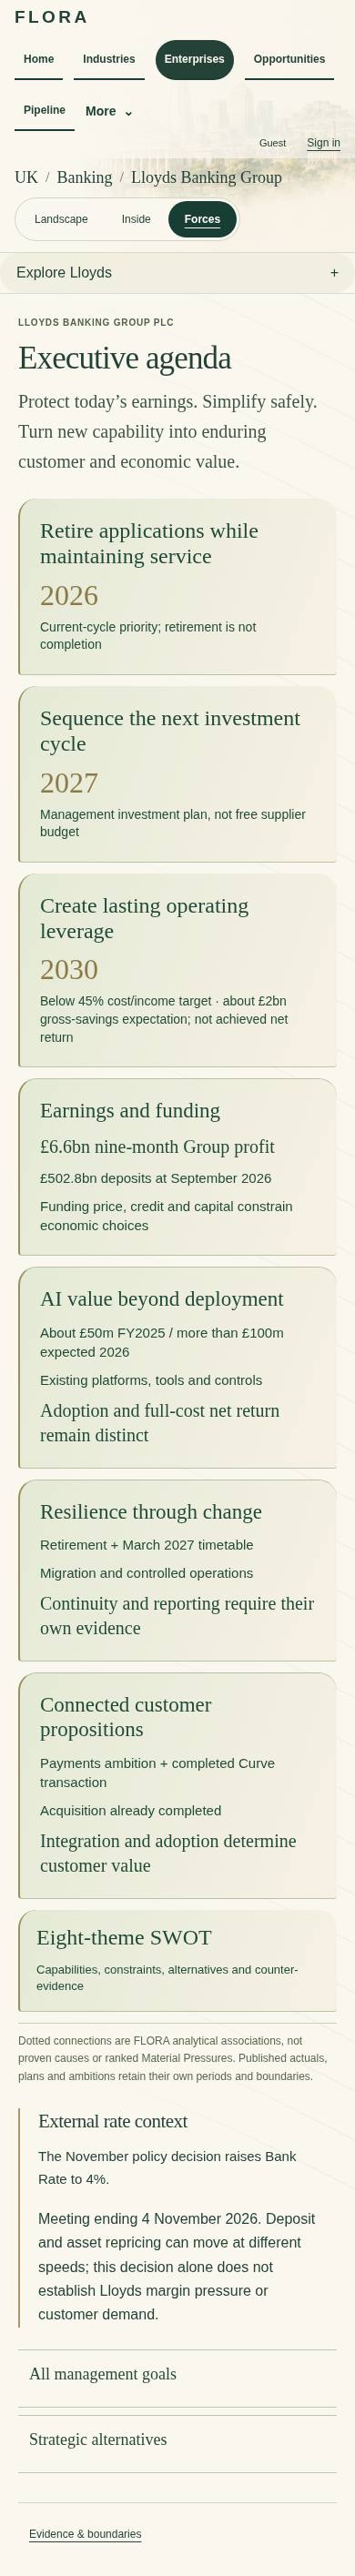 FLORA
Home Industries Enterprises Opportunities
Pipeline More
Guest Sign in
UK / Banking / Lloyds Banking Group
Landscape Inside Forces
Explore Lloyds +
LLOYDS BANKING GROUP PLC
Executive agenda
Protect today’s earnings. Simplify safely.
Turn new capability into enduring
customer and economic value.
Retire applications while
maintaining service
2026
Current-cycle priority; retirement is not
completion
Sequence the next investment
cycle
2027
Management investment plan, not free supplier
budget
Create lasting operating
leverage
2030
Below 45% cost/income target · about £2bn
gross-savings expectation; not achieved net
return
Earnings and funding
£6.6bn nine-month Group profit
£502.8bn deposits at September 2026
Funding price, credit and capital constrain
economic choices
AI value beyond deployment
About £50m FY2025 / more than £100m
expected 2026
Existing platforms, tools and controls
Adoption and full-cost net return
remain distinct
Resilience through change
Retirement + March 2027 timetable
Migration and controlled operations
Continuity and reporting require their
own evidence
Connected customer
propositions
Payments ambition + completed Curve
transaction
Acquisition already completed
Integration and adoption determine
customer value
Eight-theme SWOT
Capabilities, constraints, alternatives and counter-
evidence
Dotted connections are FLORA analytical associations, not
proven causes or ranked Material Pressures. Published actuals,
plans and ambitions retain their own periods and boundaries.
External rate context
The November policy decision raises Bank
Rate to 4%.
Meeting ending 4 November 2026. Deposit
and asset repricing can move at different
speeds; this decision alone does not
establish Lloyds margin pressure or
customer demand.
All management goals
Strategic alternatives
Evidence & boundaries